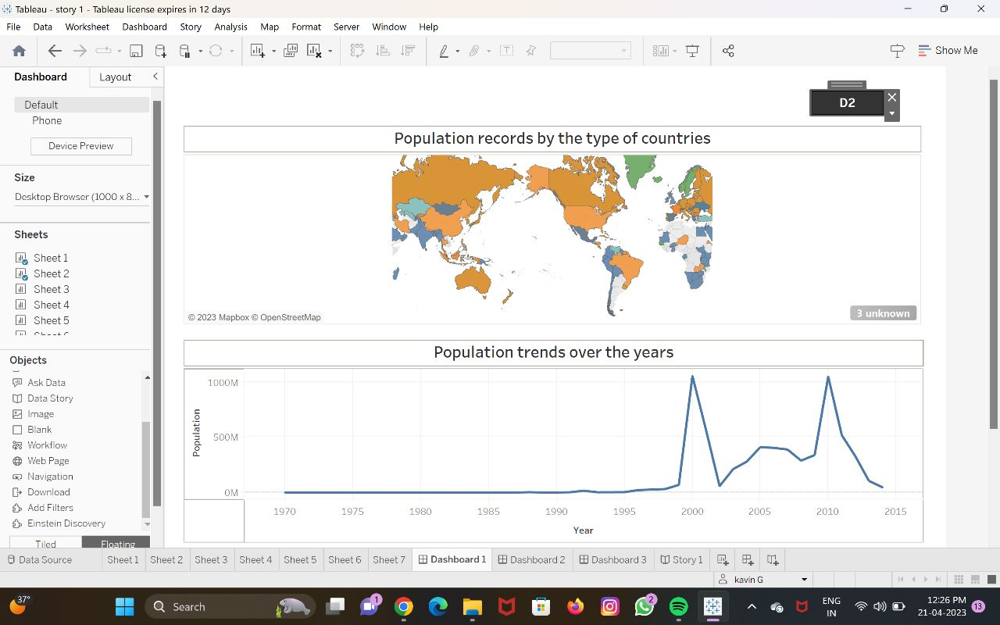 Tableau - story 1 - Tableau license expires in 12 days
File Data Worksheet Dashboard Story Analysis Map Format Server Window Help
Show Me
Dashboard Layout
Default
Phone
Device Preview
Size
Desktop Browser (1000 x 8...
Sheets
Sheet 1
Sheet 2
Sheet 3
Sheet 4
Sheet 5
Objects
Ask Data
Data Story
Image
Blank
Workflow
Web Page
Navigation
Download
Add Filters
Einstein Discovery
Tiled Floating
D2
Population records by the type of countries
© 2023 Mapbox © OpenStreetMap
3 unknown
Population trends over the years
Population
1000M
500M
0M
1970 1975 1980 1985 1990 1995 2000 2005 2010 2015
Year
Data Source Sheet 1 Sheet 2 Sheet 3 Sheet 4 Sheet 5 Sheet 6 Sheet 7 Dashboard 1 Dashboard 2 Dashboard 3 Story 1
kavin G
37°
Search
1
2
ENG
IN
12:26 PM
21-04-2023
13